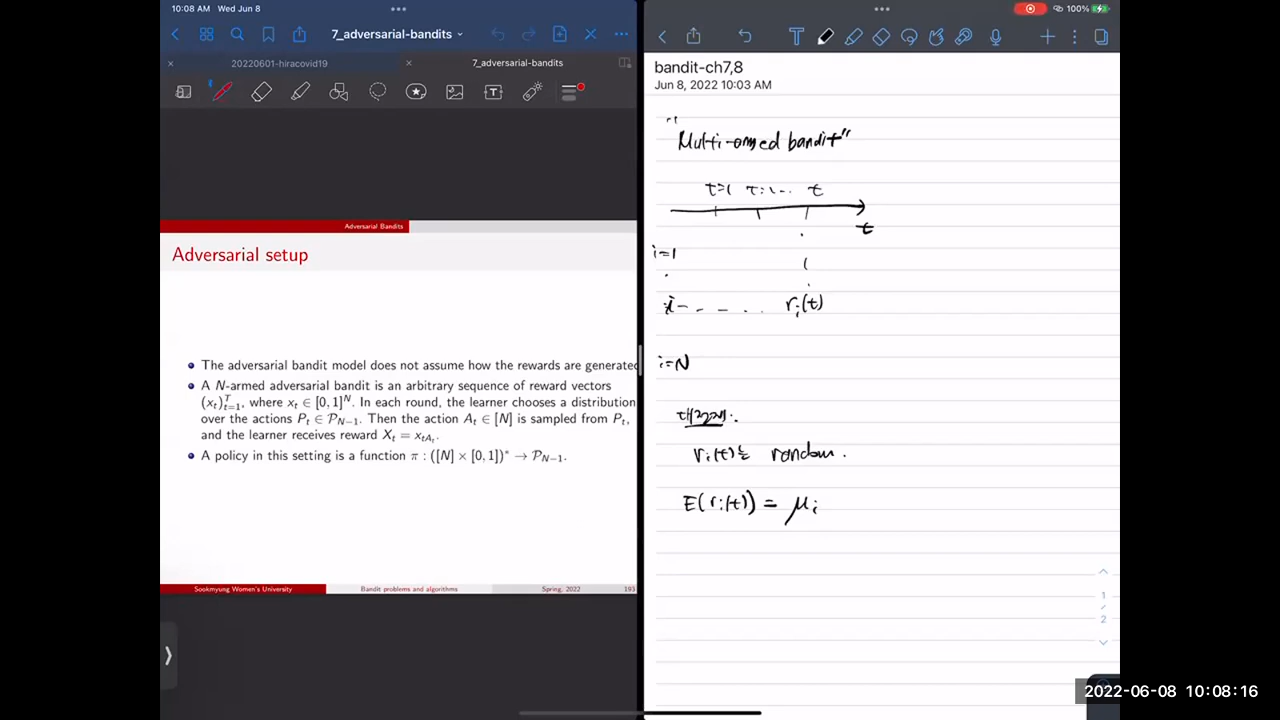 10:08 AM Wed Jun 8
100%
7_adversarial-bandits
20220601-hiracovid19
7_adversarial-bandits
Adversarial Bandits
Adversarial setup
The adversarial bandit model does not assume how the rewards are generated
A N-armed adversarial bandit is an arbitrary sequence of reward vectors
(x_t)_{t=1}^T, where x_t ∈ [0, 1]^N. In each round, the learner chooses a distribution
over the actions P_t ∈ 𝒫_{N−1}. Then the action A_t ∈ [N] is sampled from P_t,
and the learner receives reward X_t = x_{tA_t}.
A policy in this setting is a function π : ([N] × [0, 1])* → 𝒫_{N−1}.
Sookmyung Women's University
Bandit problems and algorithms
Spring, 2022
193
bandit-ch7,8
Jun 8, 2022 10:03 AM
"Multi-armed bandit"
t=1
t
t
i=1
i - - - . . r_i(t)
i=N
r_i(t) random.
E(r_i(t)) = μ_i
1
2
2022-06-08 10:08:16